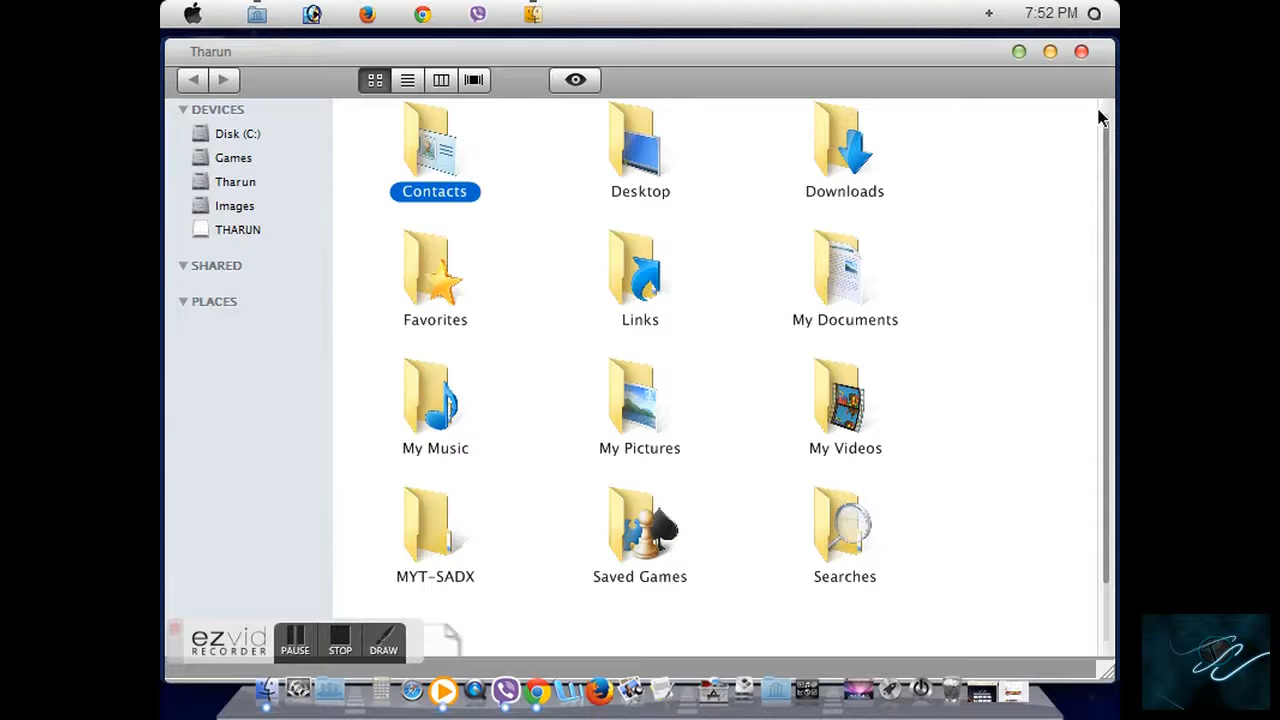 7:52 PM
Tharun
DEVICES
Disk (C:)
Games
Tharun
Images
THARUN
SHARED
PLACES
Contacts
Desktop
Downloads
Favorites
Links
My Documents
My Music
My Pictures
My Videos
MYT-SADX
Saved Games
Searches
ezvid
RECORDER
PAUSE
STOP
DRAW